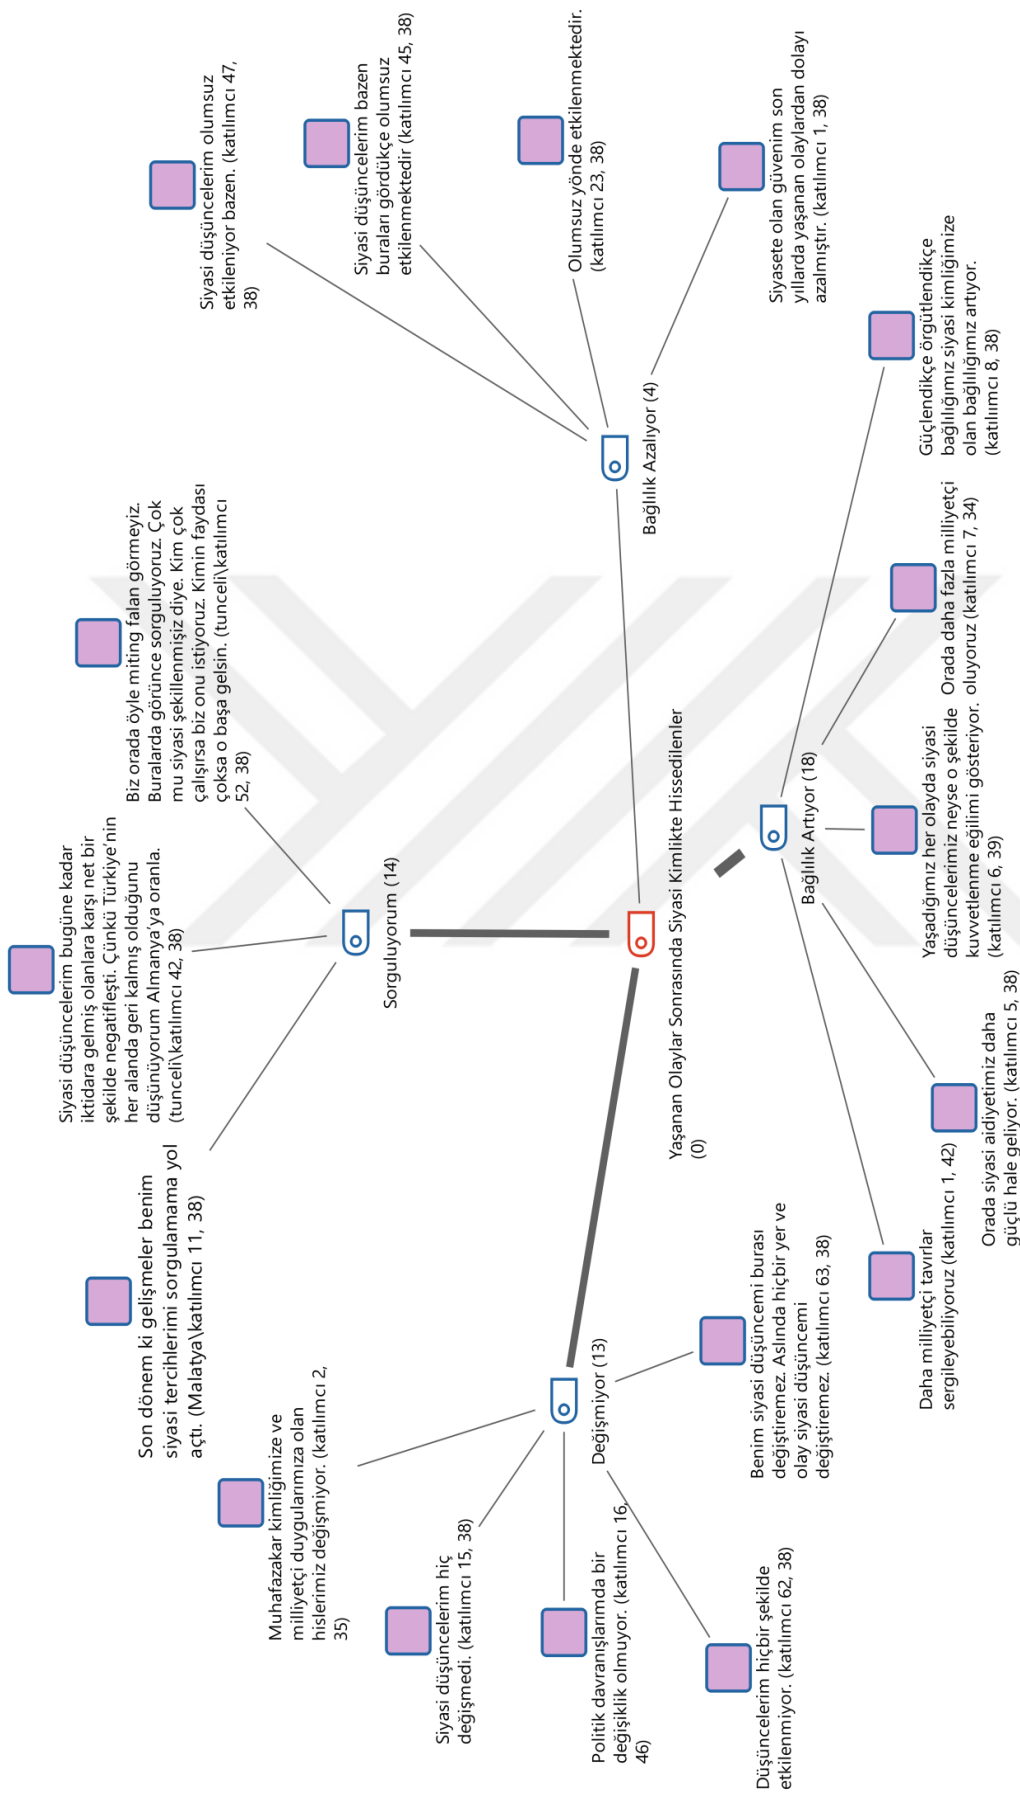 Son dönem ki gelişmeler benim
siyasi tercihlerimi sorgulamama yol
açtı. (Malatya\katılımcı 11, 38)
Siyasi düşüncelerim bugüne kadar
iktidara gelmiş olanlara karşı net bir
şekilde negatifleşti. Çünkü Türkiye'nin
her alanda geri kalmış olduğunu
düşünüyorum Almanya'ya oranla.
(tunceli\katılımcı 42, 38)
Biz orada öyle miting falan görmeyiz.
Buralarda görünce sorguluyoruz. Çok
mu siyasi şekillenmişiz diye. Kim çok
çalışırsa biz onu istiyoruz. Kimin faydası
çoksa o başa gelsin. (tunceli\katılımcı
52, 38)
Siyasi düşüncelerim olumsuz
etkileniyor bazen. (katılımcı 47,
38)
Siyasi düşüncelerim bazen
buraları gördükçe olumsuz
etkilenmektedir (katılımcı 45, 38)
Olumsuz yönde etkilenmektedir.
(katılımcı 23, 38)
Siyasete olan güvenim son
yıllarda yaşanan olaylardan dolayı
azalmıştır. (katılımcı 1, 38)
Muhafazakar kimliğimize ve
milliyetçi duygularımıza olan
hislerimiz değişmiyor. (katılımcı 2,
35)
Sorguluyorum (14)
Siyasi düşüncelerim hiç
değişmedi. (katılımcı 15, 38)
Politik davranışlarımda bir
değişiklik olmuyor. (katılımcı 16,
46)
Değişmiyor (13)
Bağlılık Azalıyor (4)
Yaşanan Olaylar Sonrasında Siyasi Kimlikte Hissedilenler
(0)
Düşüncelerim hiçbir şekilde
etkilenmiyor. (katılımcı 62, 38)
Benim siyasi düşüncemi burası
değiştiremez. Aslında hiçbir yer ve
olay siyasi düşüncemi
değiştiremez. (katılımcı 63, 38)
Bağlılık Artıyor (18)
Daha milliyetçi tavırlar
sergileyebiliyoruz (katılımcı 1, 42)
Orada siyasi aidiyetimiz daha
güçlü hale geliyor. (katılımcı 5, 38)
Yaşadığımız her olayda siyasi
düşüncelerimiz neyse o şekilde
kuvvetlenme eğilimi gösteriyor.
(katılımcı 6, 39)
Orada daha fazla milliyetçi
oluyoruz (katılımcı 7, 34)
Güçlendikçe örgütlendikçe
bağlılığımız siyasi kimliğimize
olan bağlılığımız artıyor.
(katılımcı 8, 38)